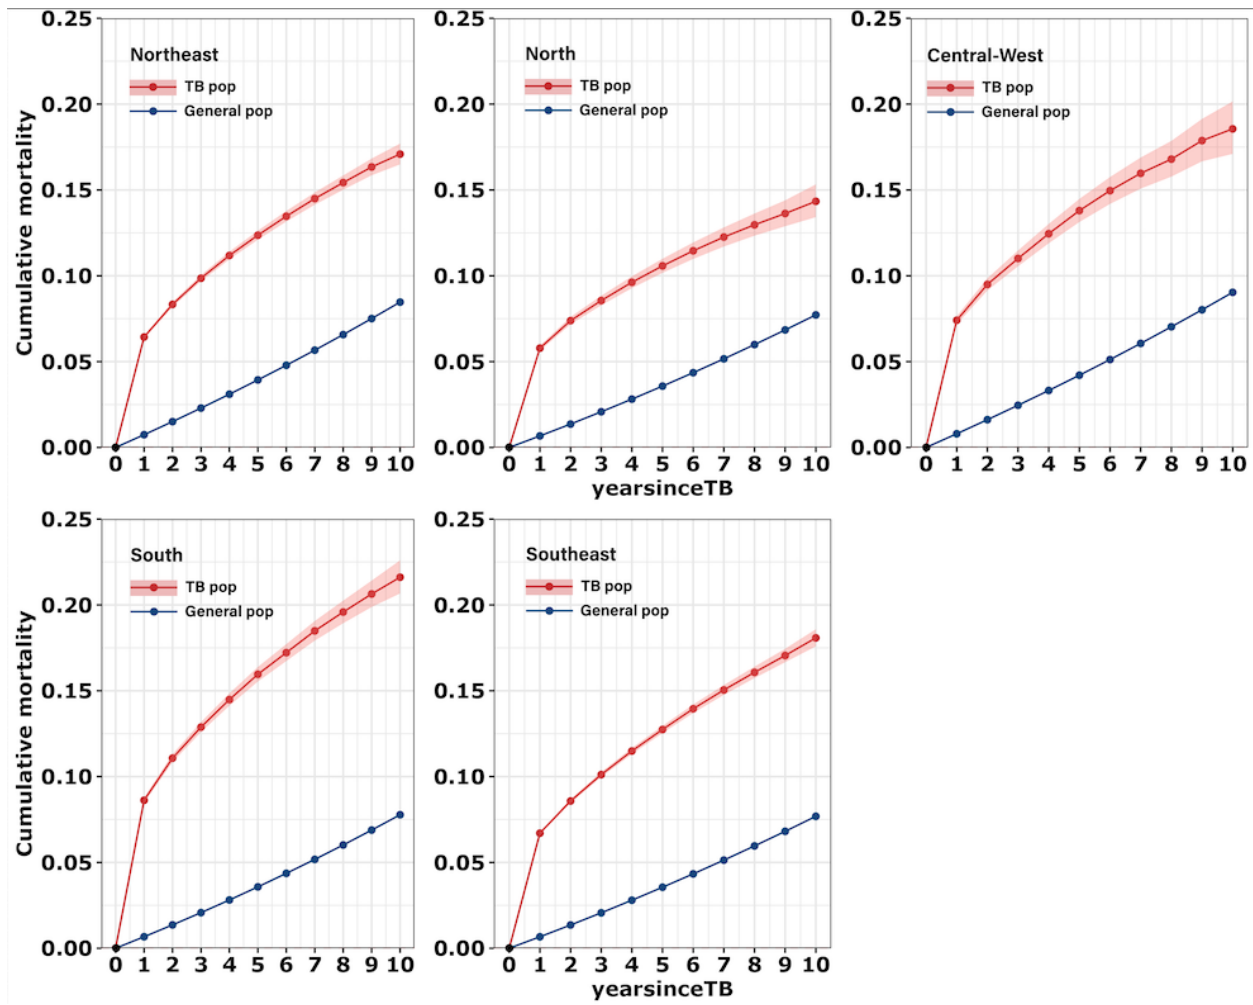 Cumulative mortality
0.25
0.20
0.15
0.10
0.05
0.00
Northeast
TB pop
General pop
0 1 2 3 4 5 6 7 8 9 10
0.25
0.20
0.15
0.10
0.05
0.00
North
TB pop
General pop
0 1 2 3 4 5 6 7 8 9 10
yearsinceTB
0.25
0.20
0.15
0.10
0.05
0.00
Central-West
TB pop
General pop
0 1 2 3 4 5 6 7 8 9 10
Cumulative mortality
0.25
0.20
0.15
0.10
0.05
0.00
South
TB pop
General pop
0 1 2 3 4 5 6 7 8 9 10
0.25
0.20
0.15
0.10
0.05
0.00
Southeast
TB pop
General pop
0 1 2 3 4 5 6 7 8 9 10
yearsinceTB